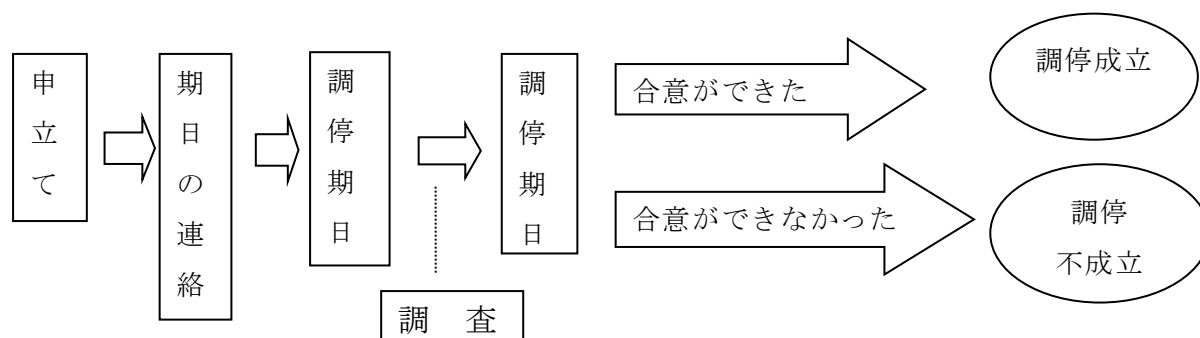 申立て
期日の連絡
調停期日
調停期日
調　査
合意ができた
調停成立
合意ができなかった
調停
不成立